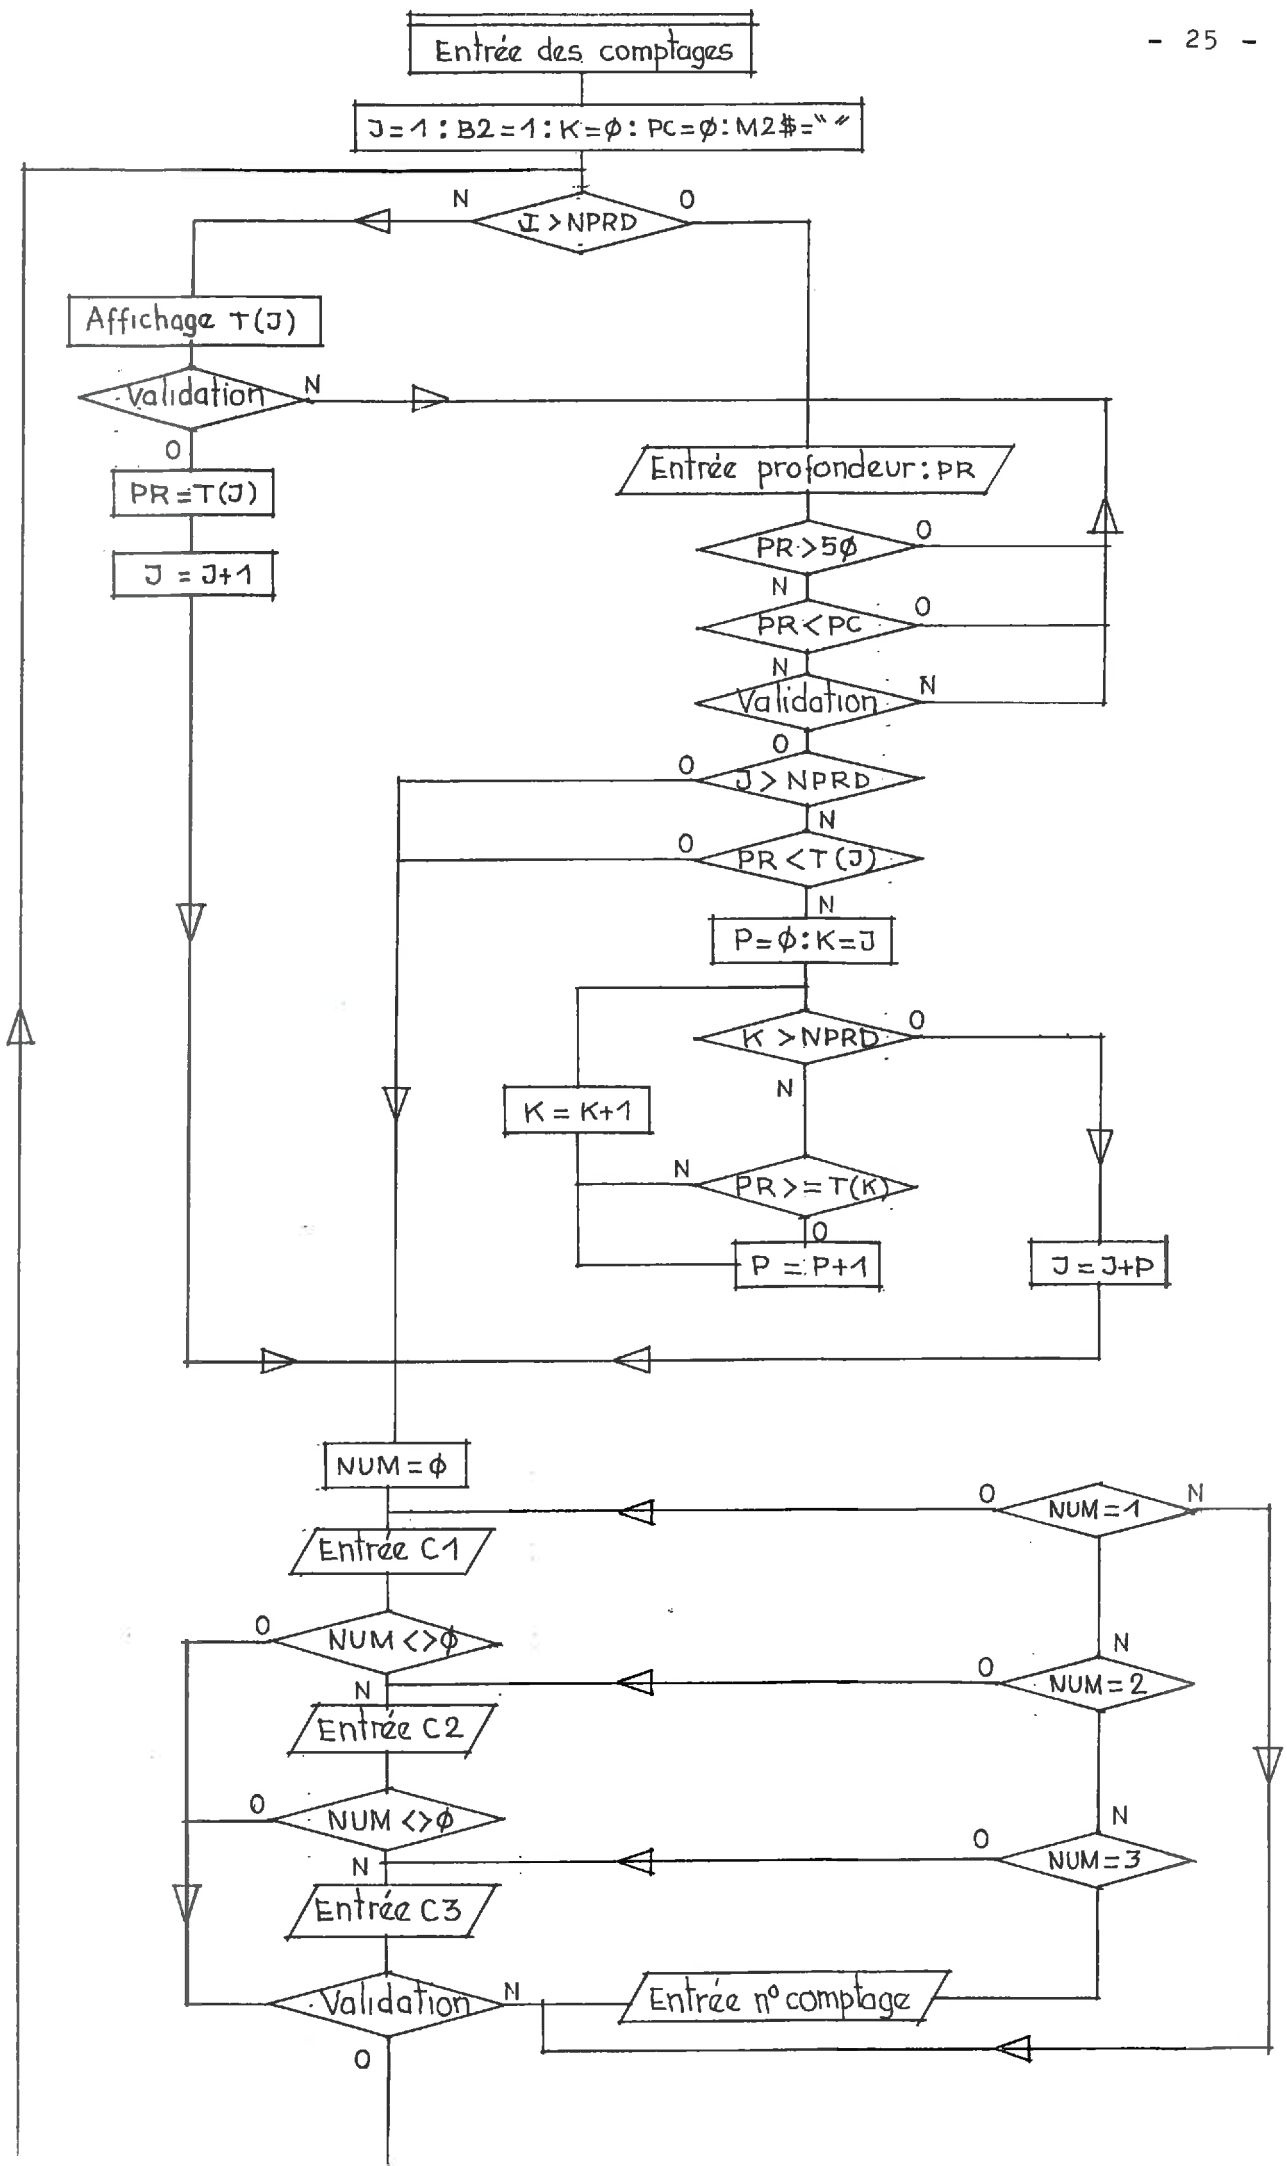 - 25 -
Entrée des comptages
J=1 : B2=1 : K=ø : PC=ø : M2$=" "
N
J > NPRD
O
Affichage T(J)
Validation
N
O
PR=T(J)
J = J+1
Entrée profondeur : PR
PR > 5ø
O
N
PR < PC
O
N
Validation
N
O
O
J > NPRD
N
O
PR < T(J)
N
P=ø : K=J
K > NPRD
O
N
K = K+1
N
PR >= T(K)
O
P = P+1
J = J+P
NUM = ø
O
NUM=1
N
Entrée C1
O
NUM <> ø
N
N
O
NUM=2
Entrée C2
O
NUM <> ø
N
N
O
NUM=3
Entrée C3
Validation
N
Entrée n° comptage
O